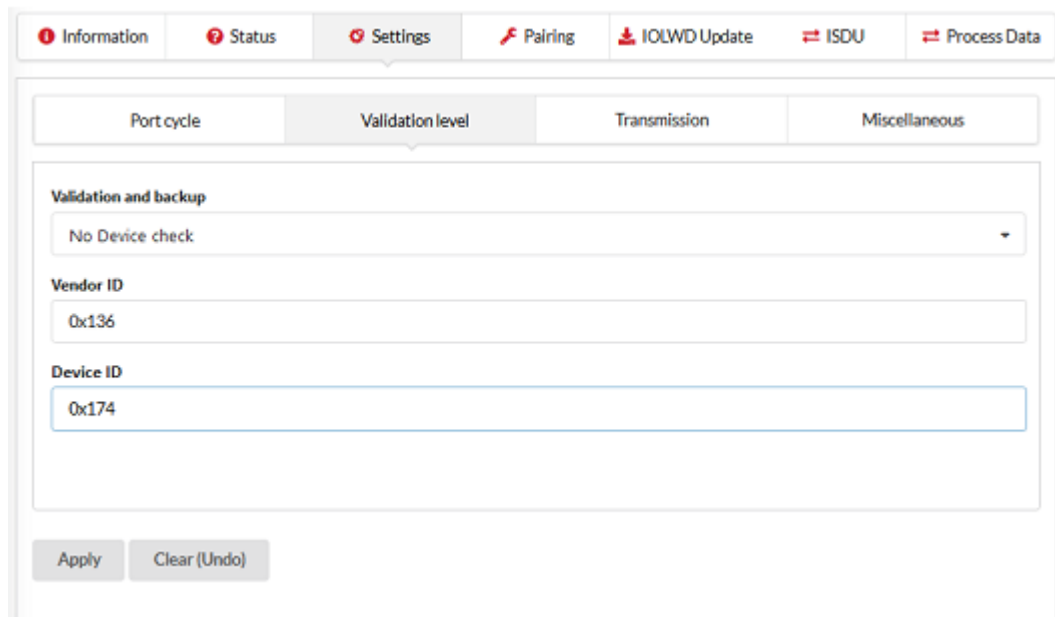 Information Status Settings Pairing IOLWD Update ISDU Process Data
Port cycle Validation level Transmission Miscellaneous
Validation and backup
No Device check
Vendor ID
0x136
Device ID
0x174
Apply Clear (Undo)